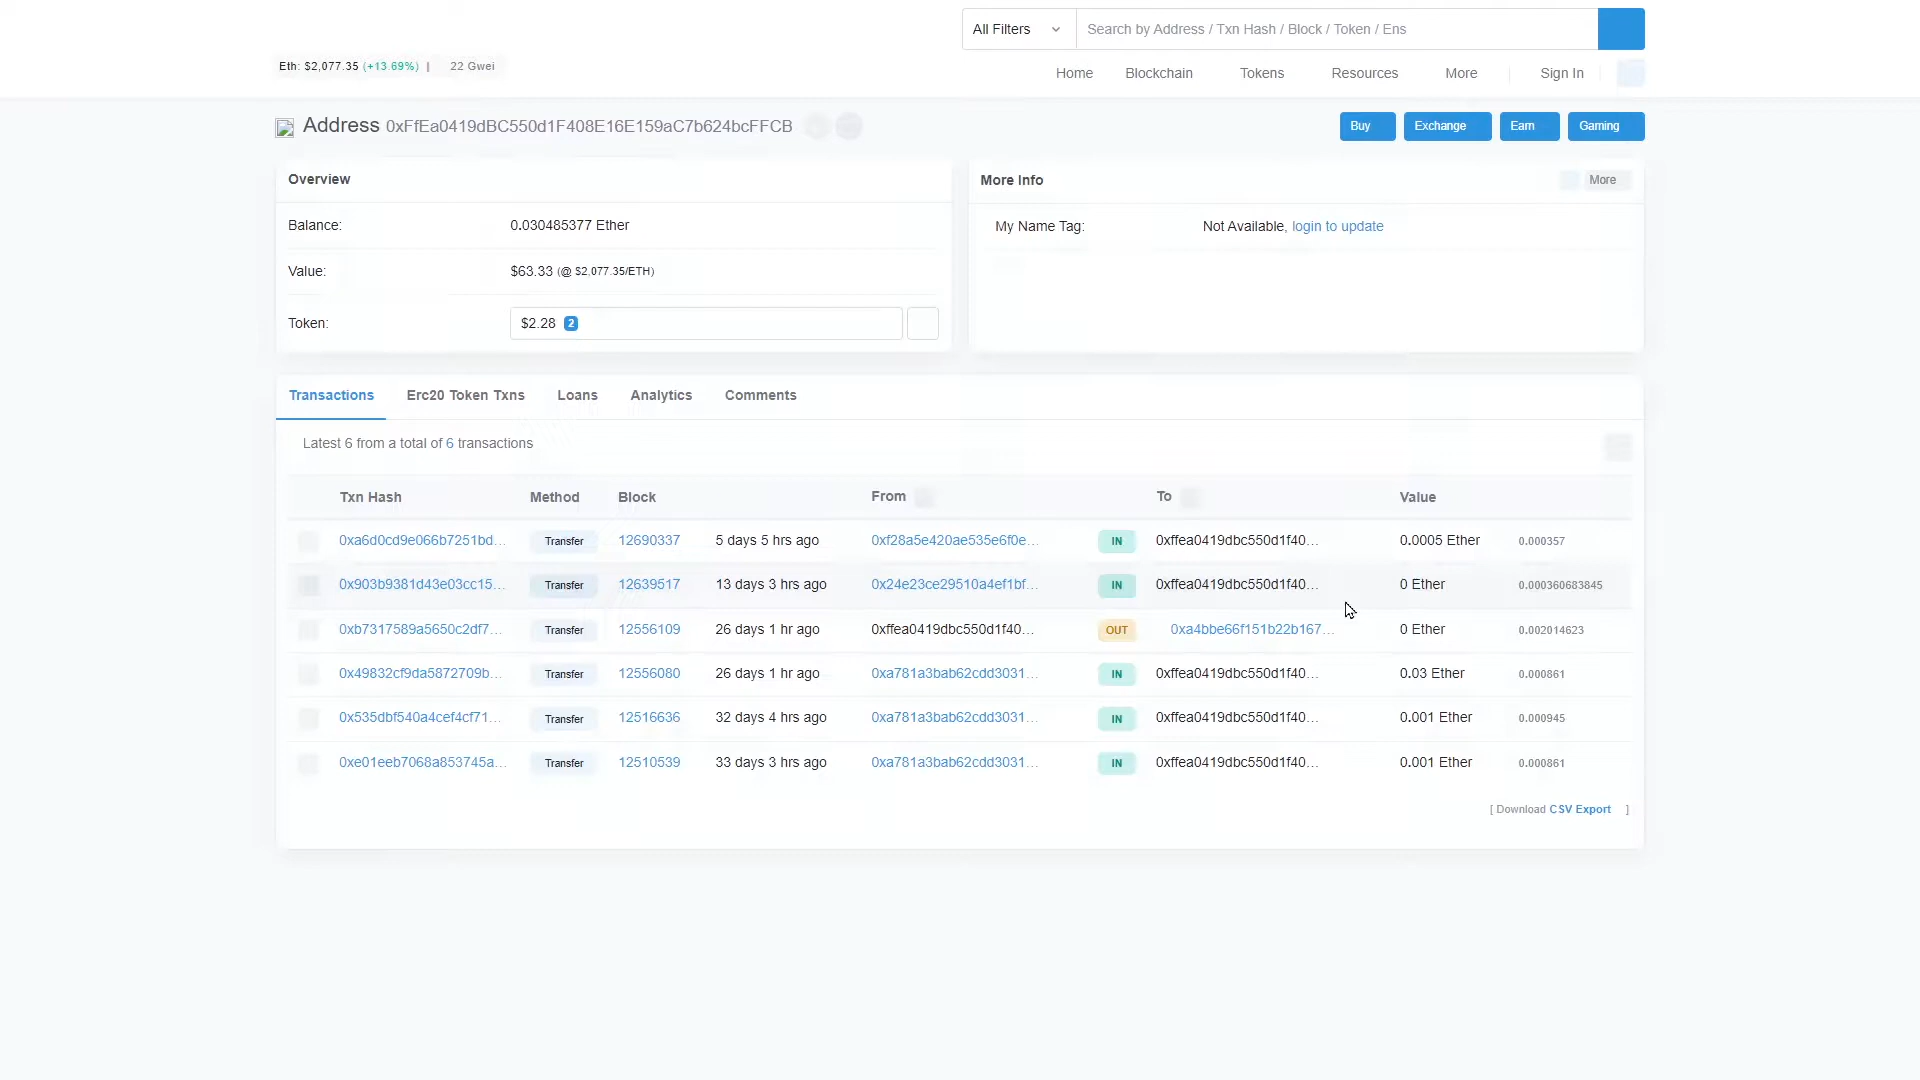 All Filters Search by Address / Txn Hash / Block / Token / Ens
Eth: $2,077.35 (+13.69%) | 22 Gwei
Home Blockchain Tokens Resources More Sign In
Address 0xFfEa0419dBC550d1F408E16E159aC7b624bcFFCB
Buy Exchange Earn Gaming
Overview
Balance: 0.030485377 Ether
Value: $63.33 (@ $2,077.35/ETH)
Token: $2.28 2
More Info More
My Name Tag: Not Available, login to update
Transactions Erc20 Token Txns Loans Analytics Comments
Latest 6 from a total of 6 transactions
Txn Hash Method Block From To Value
0xa6d0cd9e066b7251bd... Transfer 12690337 5 days 5 hrs ago 0xf28a5e420ae535e6f0e... IN 0xffea0419dbc550d1f40... 0.0005 Ether 0.000357
0x903b9381d43e03cc15... Transfer 12639517 13 days 3 hrs ago 0x24e23ce29510a4ef1bf... IN 0xffea0419dbc550d1f40... 0 Ether 0.000360683845
0xb7317589a5650c2df7... Transfer 12556109 26 days 1 hr ago 0xffea0419dbc550d1f40... OUT 0xa4bbe66f151b22b167... 0 Ether 0.002014623
0x49832cf9da5872709b... Transfer 12556080 26 days 1 hr ago 0xa781a3bab62cdd3031... IN 0xffea0419dbc550d1f40... 0.03 Ether 0.000861
0x535dbf540a4cef4cf71... Transfer 12516636 32 days 4 hrs ago 0xa781a3bab62cdd3031... IN 0xffea0419dbc550d1f40... 0.001 Ether 0.000945
0xe01eeb7068a853745a... Transfer 12510539 33 days 3 hrs ago 0xa781a3bab62cdd3031... IN 0xffea0419dbc550d1f40... 0.001 Ether 0.000861
[ Download CSV Export ]